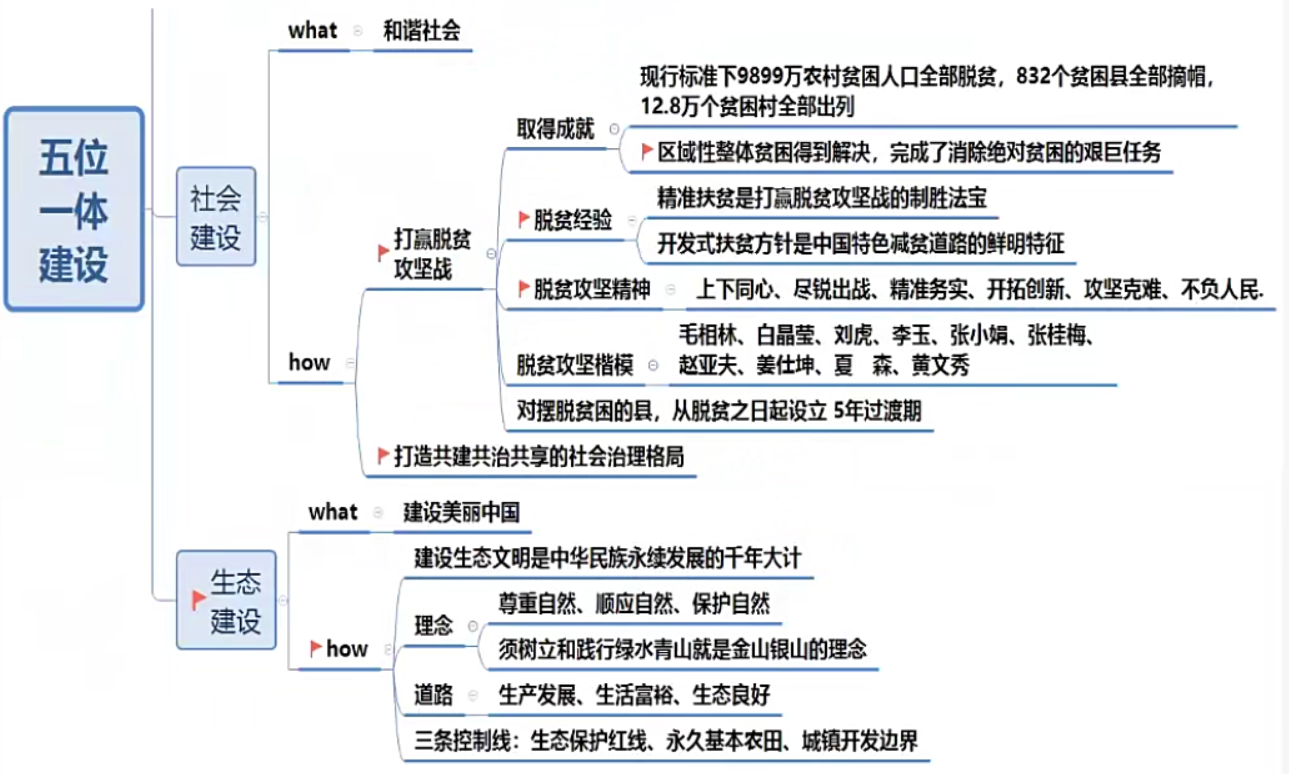 五位
一体
建设
社会
建设
what
和谐社会
how
打赢脱贫
攻坚战
取得成就
现行标准下9899万农村贫困人口全部脱贫，832个贫困县全部摘帽，
12.8万个贫困村全部出列
区域性整体贫困得到解决，完成了消除绝对贫困的艰巨任务
脱贫经验
精准扶贫是打赢脱贫攻坚战的制胜法宝
开发式扶贫方针是中国特色减贫道路的鲜明特征
脱贫攻坚精神
上下同心、尽锐出战、精准务实、开拓创新、攻坚克难、不负人民.
脱贫攻坚楷模
毛相林、白晶莹、刘虎、李玉、张小娟、张桂梅、
赵亚夫、姜仕坤、夏　森、黄文秀
对摆脱贫困的县，从脱贫之日起设立 5年过渡期
打造共建共治共享的社会治理格局
生态
建设
what
建设美丽中国
how
建设生态文明是中华民族永续发展的千年大计
理念
尊重自然、顺应自然、保护自然
须树立和践行绿水青山就是金山银山的理念
道路
生产发展、生活富裕、生态良好
三条控制线：生态保护红线、永久基本农田、城镇开发边界